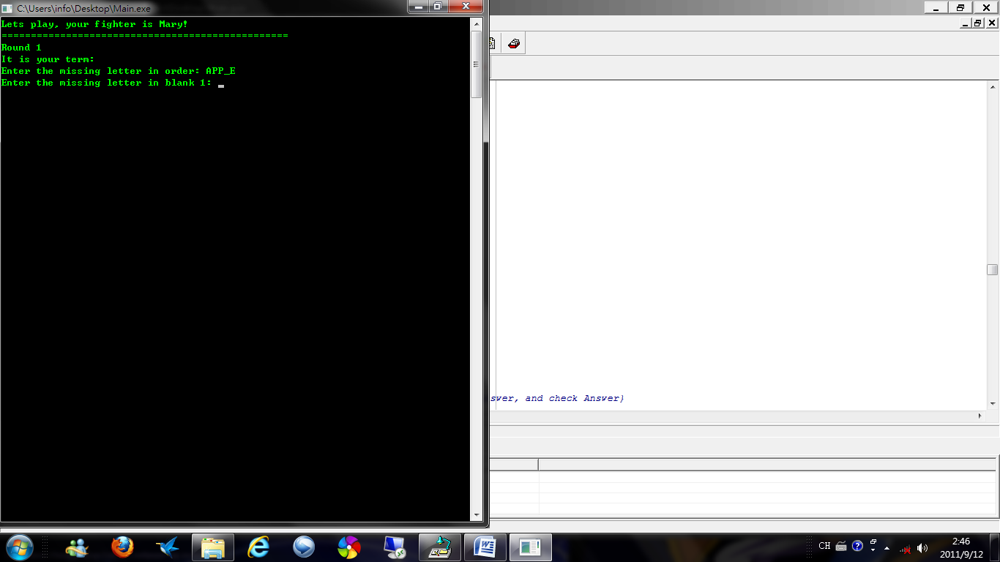 C:\Users\info\Desktop\Main.exe
Lets play, your fighter is Mary!
=================================================
Round 1
It is your term:
Enter the missing letter in order: APP_E
Enter the missing letter in blank 1: _
swer, and check Answer}
CH
2:46
2011/9/12